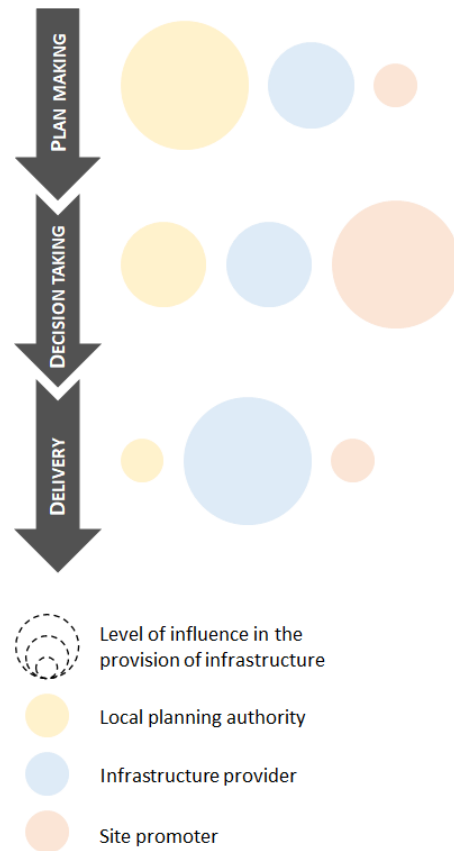 PLAN MAKING
DECISION TAKING
DELIVERY
Level of influence in the
provision of infrastructure
Local planning authority
Infrastructure provider
Site promoter